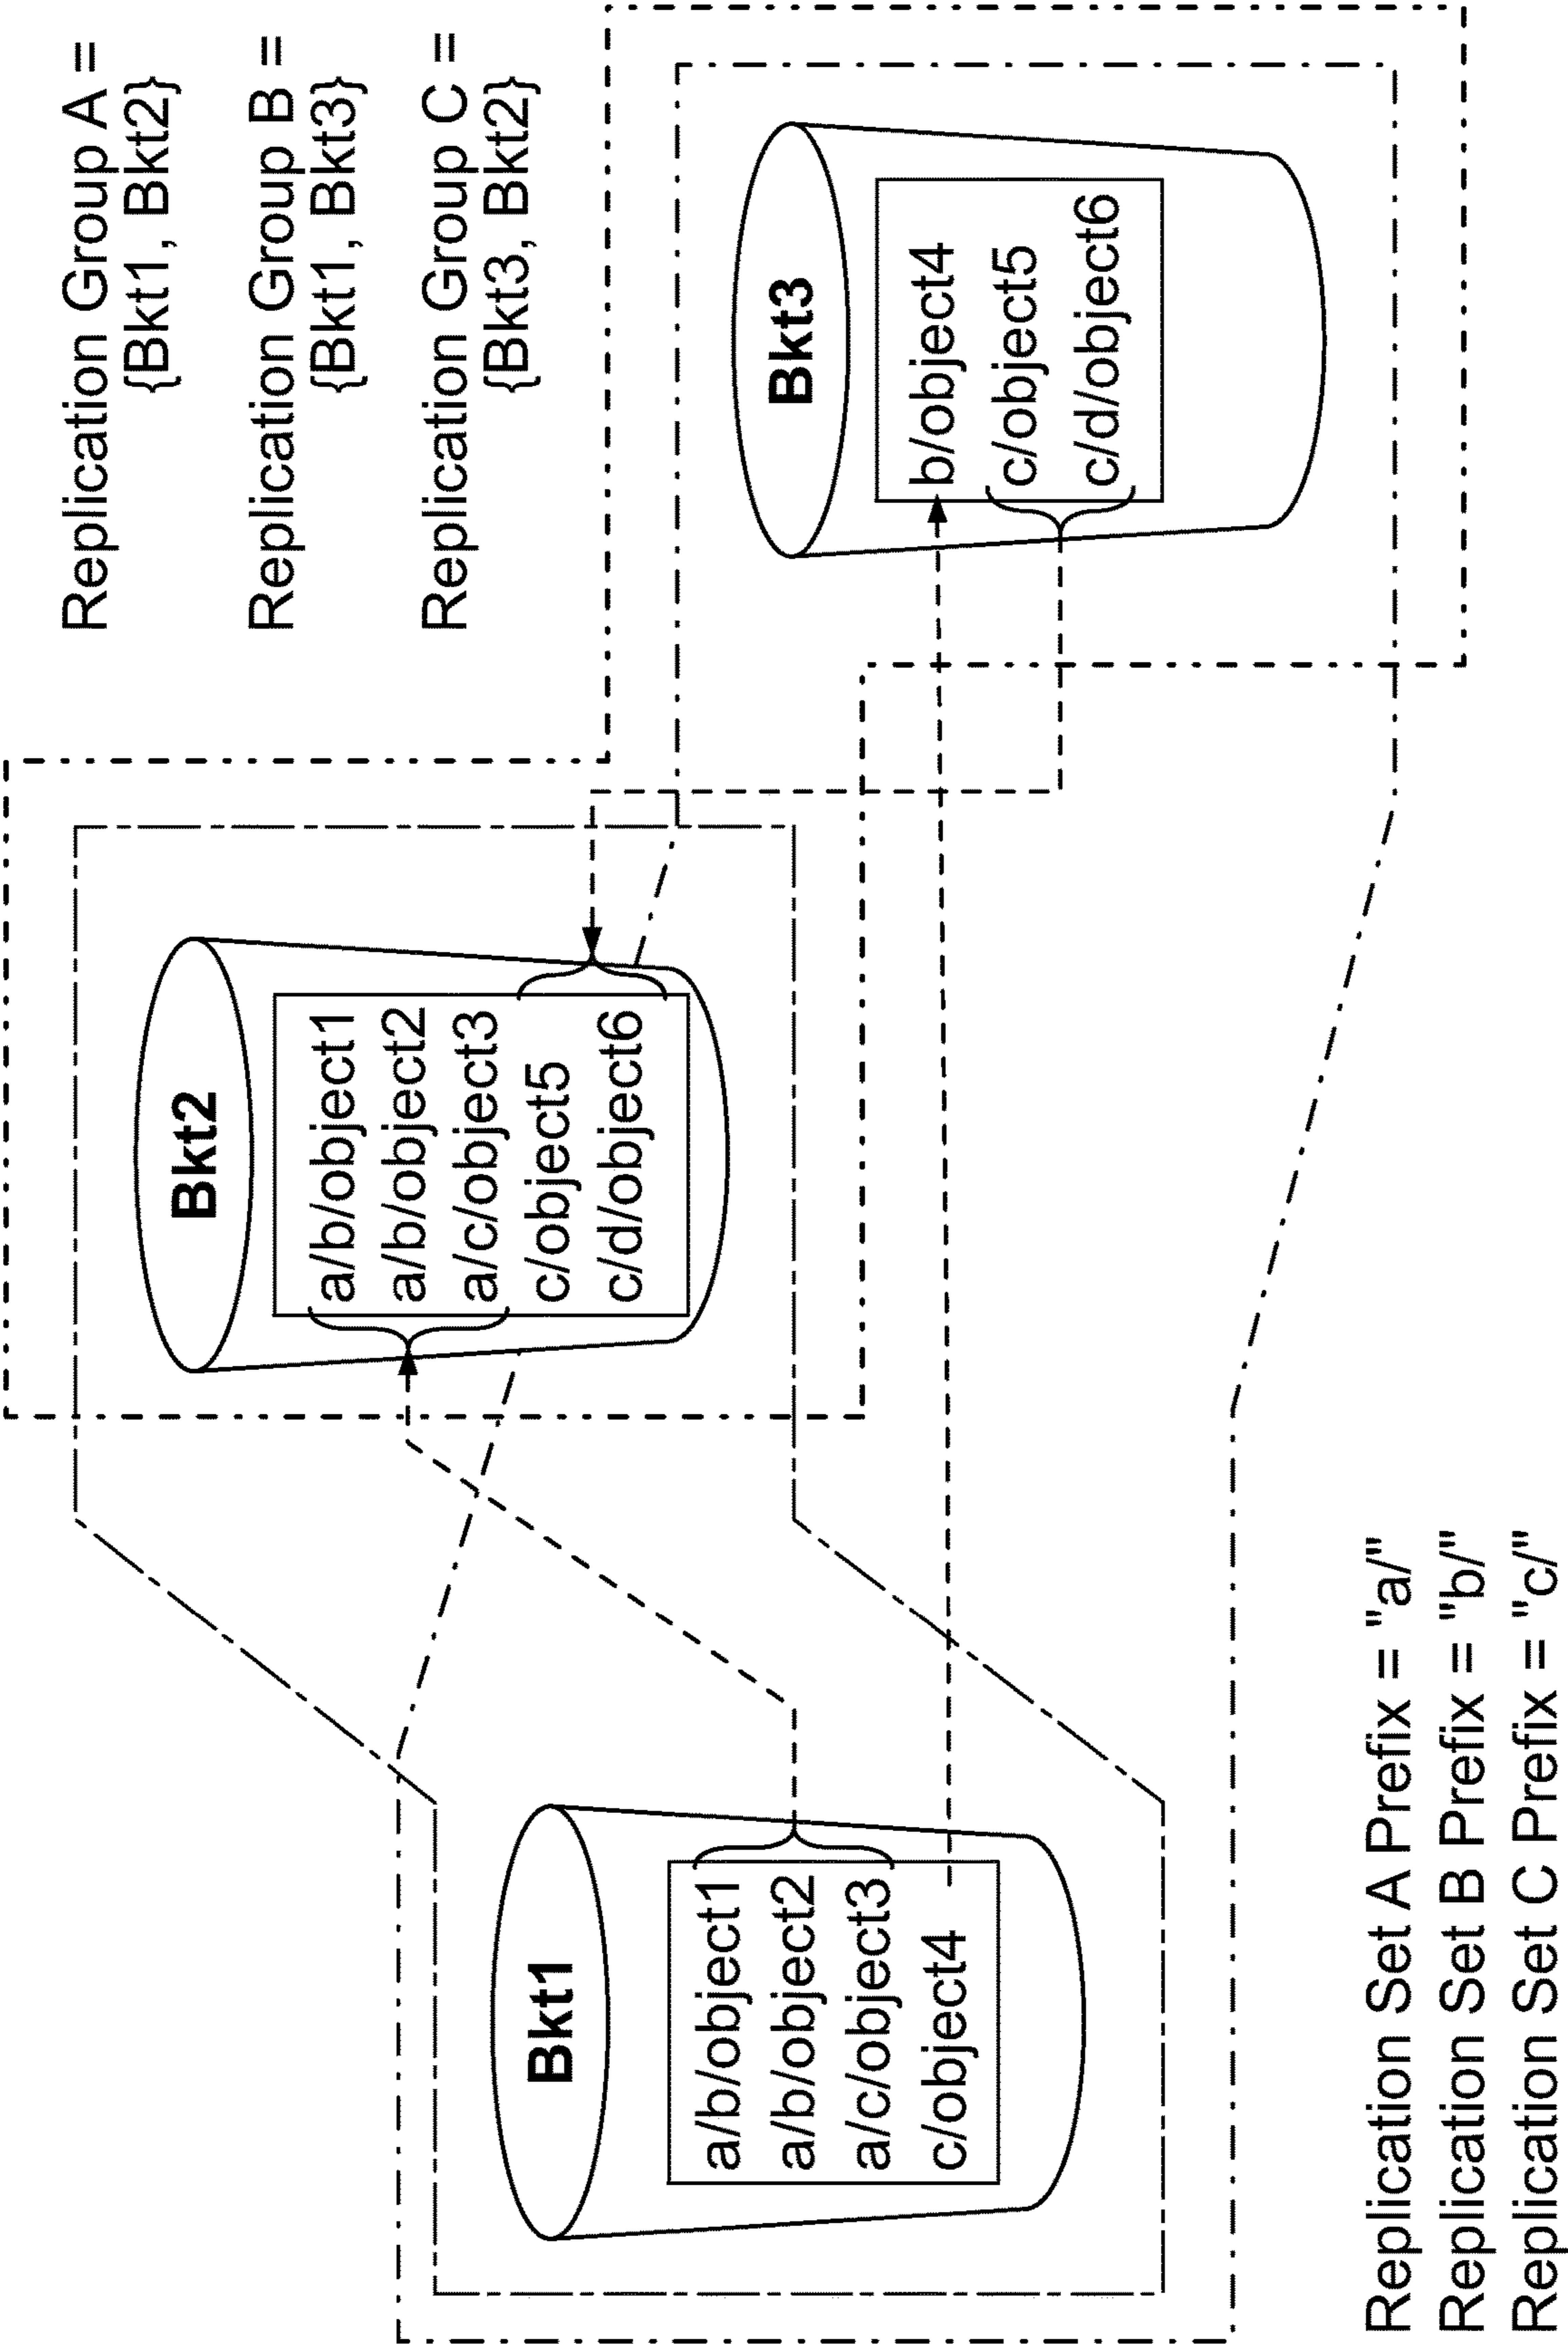 Replication Group A =
{Bkt1, Bkt2}
Replication Group B =
{Bkt1, Bkt3}
Replication Group C =
{Bkt3, Bkt2}
Bkt2
a/b/object1
a/b/object2
a/c/object3
c/object5
c/d/object6
Bkt1
a/b/object1
a/b/object2
a/c/object3
c/object4
Bkt3
b/object4
c/object5
c/d/object6
Replication Set A Prefix = "a/"
Replication Set B Prefix = "b/"
Replication Set C Prefix = "c/"